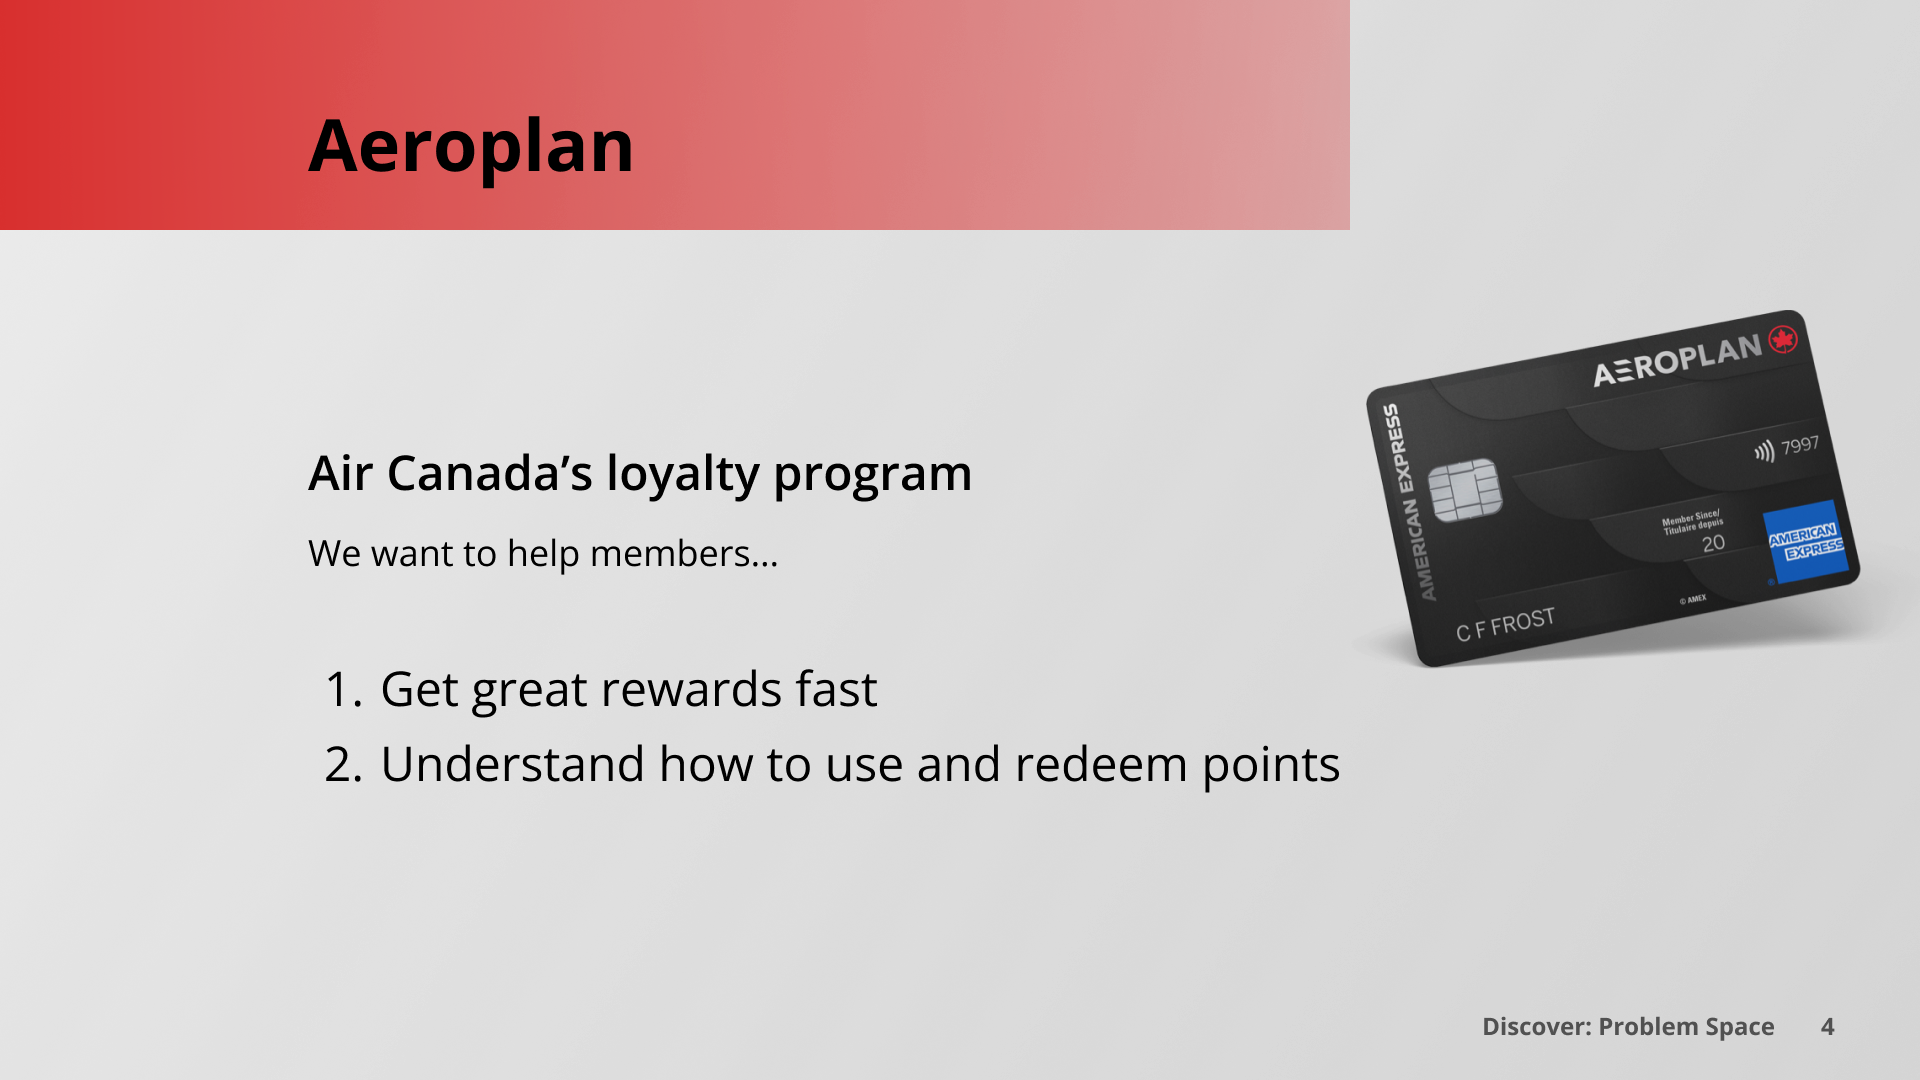 Aeroplan
Air Canada’s loyalty program
We want to help members...
1. Get great rewards fast
2. Understand how to use and redeem points
AEROPLAN
AMERICAN EXPRESS
7997
Member Since/
Titulaire depuis
20
AMERICAN
EXPRESS
© AMEX
C F FROST
Discover: Problem Space 4